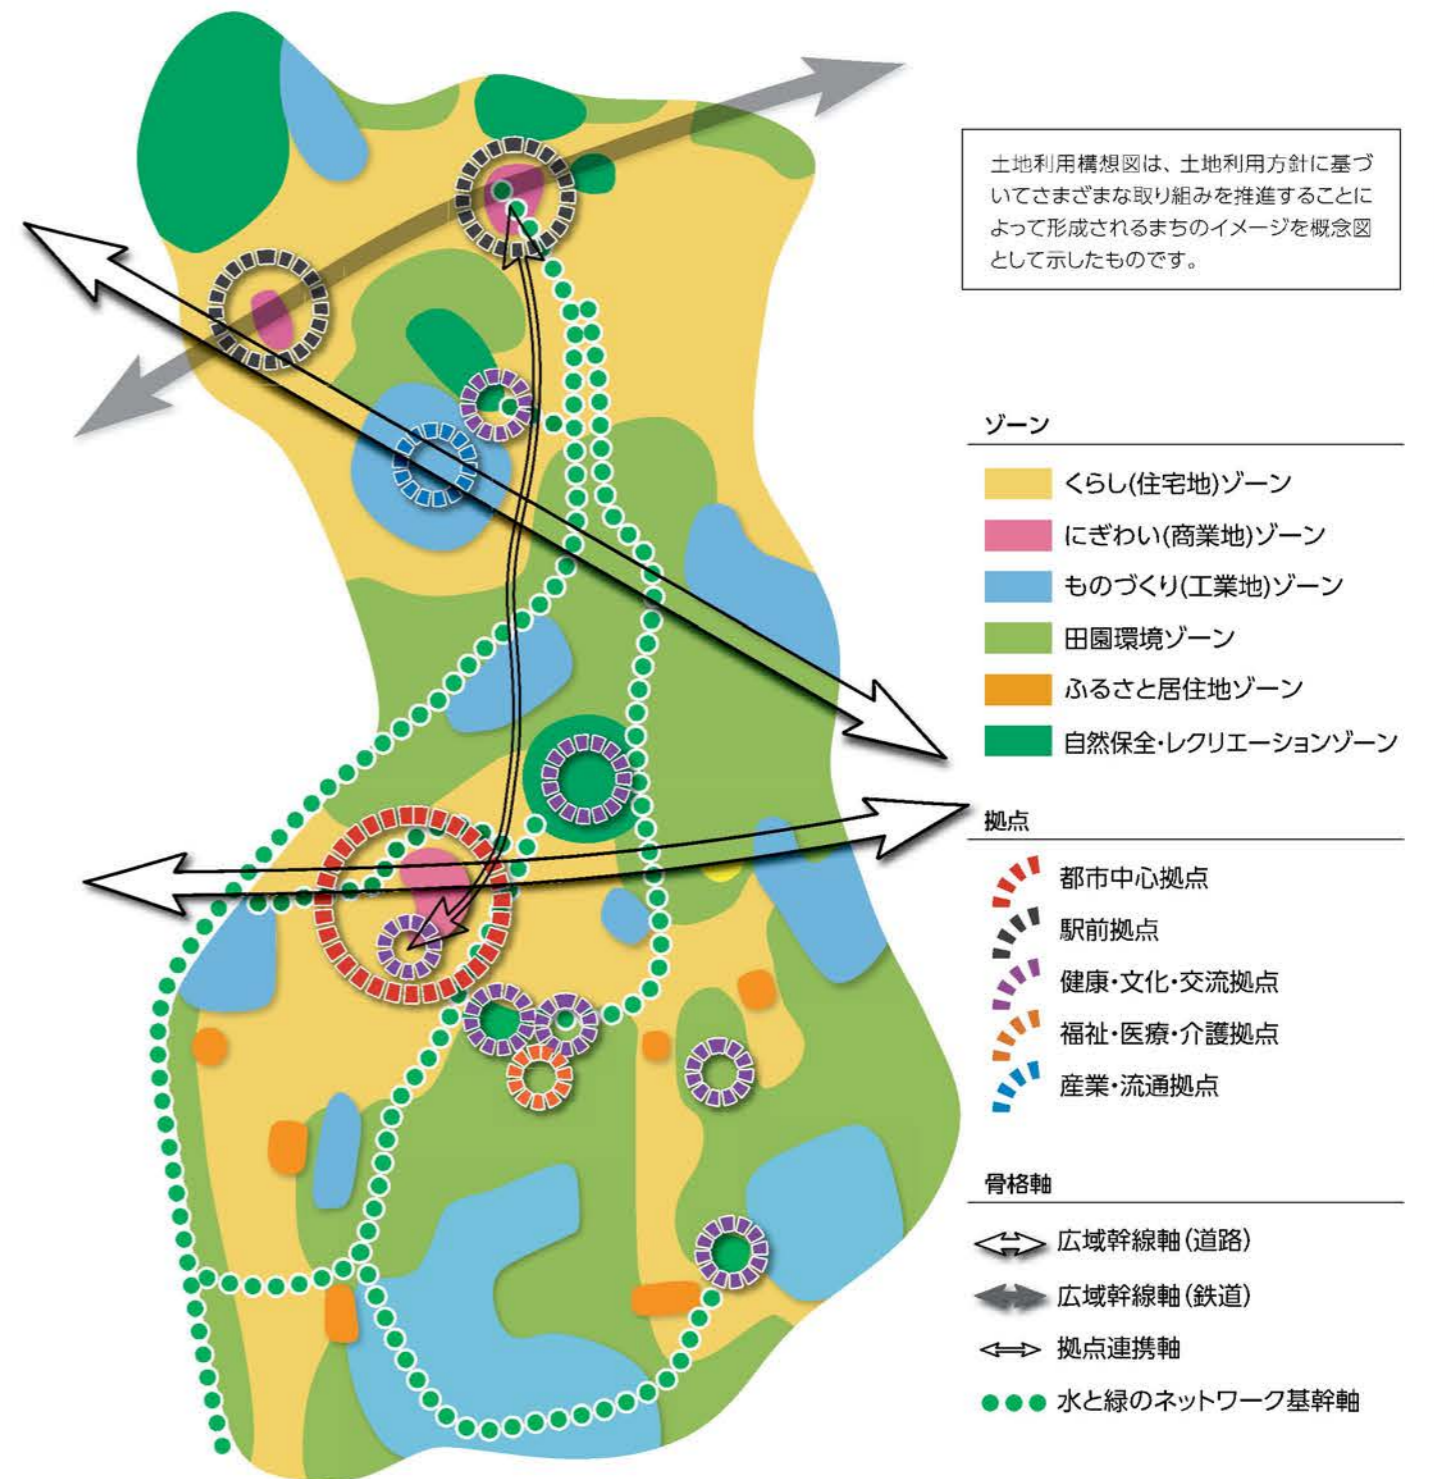 土地利用構想図は、土地利用方針に基づ
いてさまざまな取り組みを推進することに
よって形成されるまちのイメージを概念図
として示したものです。
ゾーン
くらし(住宅地)ゾーン
にぎわい(商業地)ゾーン
ものづくり(工業地)ゾーン
田園環境ゾーン
ふるさと居住地ゾーン
自然保全・レクリエーションゾーン
拠点
都市中心拠点
駅前拠点
健康・文化・交流拠点
福祉・医療・介護拠点
産業・流通拠点
骨格軸
広域幹線軸(道路)
広域幹線軸(鉄道)
拠点連携軸
水と緑のネットワーク基幹軸